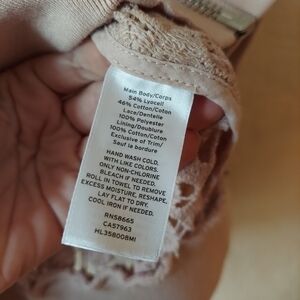 Main Body/Corps
54% Lyocell
46% Cotton/Coton
Lace/Dentelle
100% Polyester
Lining/Doublure
100% Cotton/Coton
Exclusive of Trim/
Sauf la bordure
HAND WASH COLD.
WITH LIKE COLORS.
ONLY NON-CHLORINE
BLEACH IF NEEDED.
ROLL IN TOWEL TO REMOVE
EXCESS MOISTURE, RESHAPE,
LAY FLAT TO DRY.
COOL IRON IF NEEDED.
RN58665
CA57963
HL358008MI